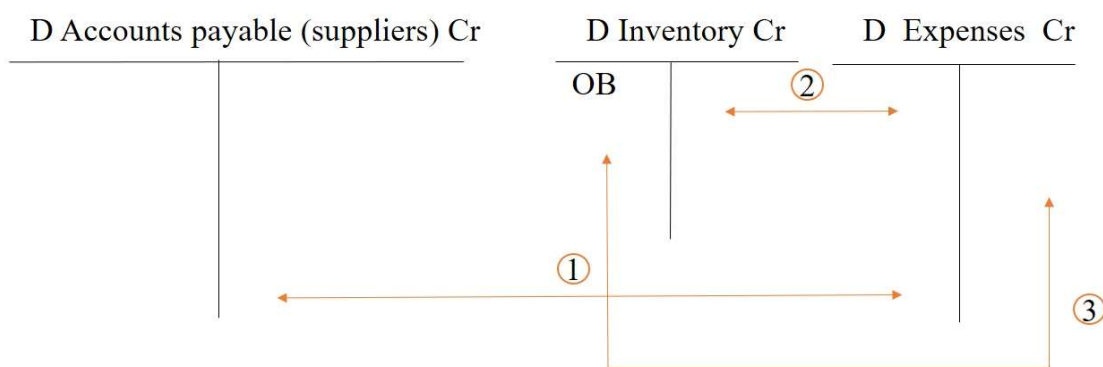 D Accounts payable (suppliers) Cr
D Inventory Cr
D Expenses Cr
OB
②
①
③